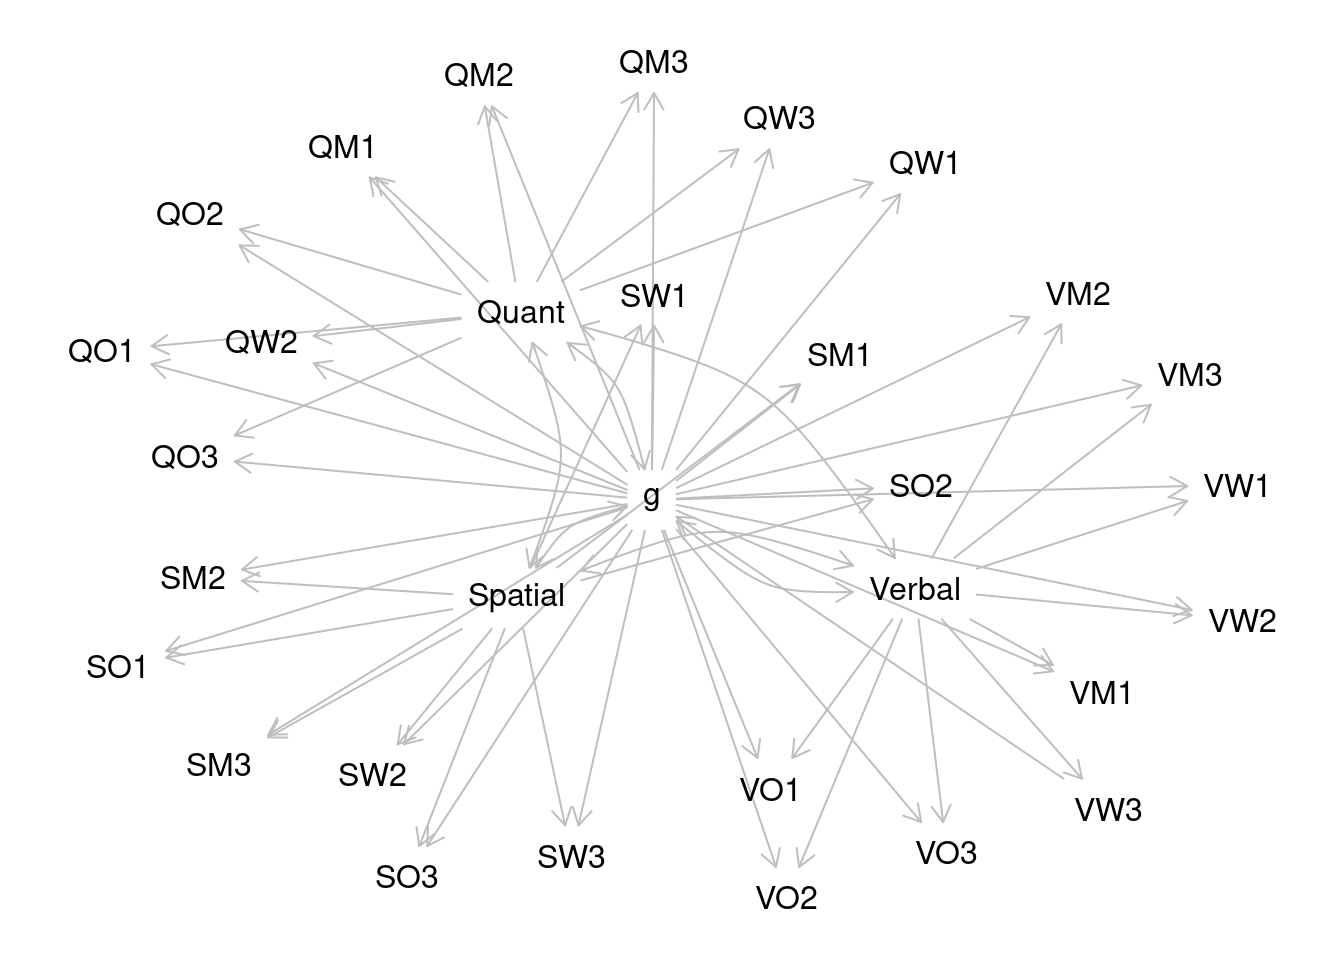 QM3
QM2
QW3
QM1
QW1
QO2
VM2
SW1
Quant
QW2
QO1
SM1
VM3
QO3
SO2
VW1
g
SM2
Verbal
Spatial
VW2
SO1
VM1
SM3
SW2
VO1
VW3
VO3
SW3
SO3
VO2